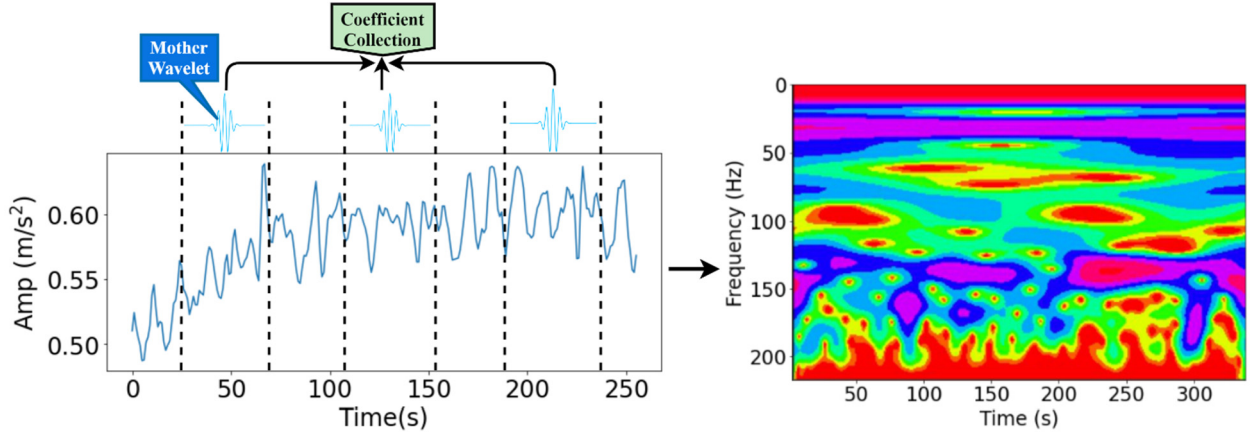 Coefficient
Collection
Mother
Wavelet
Amp (m/s²)
0.60
0.55
0.50
0 50 100 150 200 250
Time(s)
Frequency (Hz)
0
50
100
150
200
50 100 150 200 250 300
Time (s)